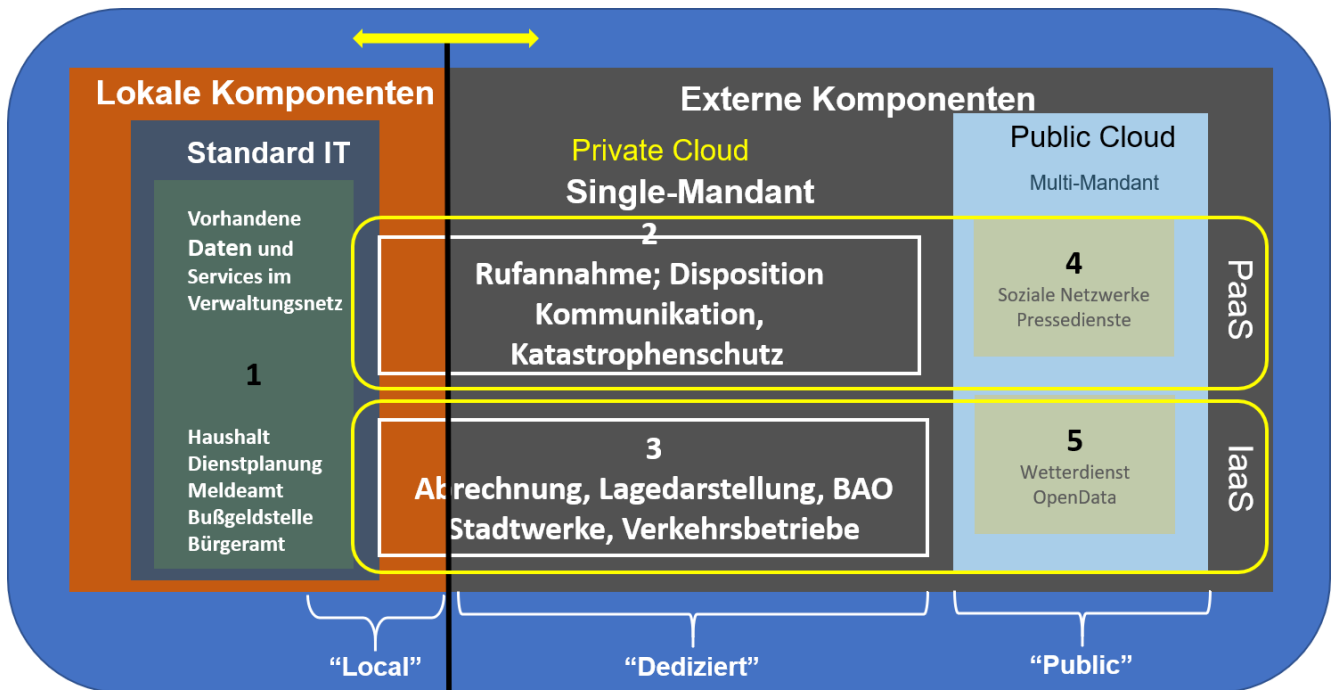 Lokale Komponenten
Externe Komponenten
Standard IT
Private Cloud
Single-Mandant
Public Cloud
Multi-Mandant
Vorhandene
Daten und
Services im
Verwaltungsnetz
1
Haushalt
Dienstplanung
Meldeamt
Bußgeldstelle
Bürgeramt
2
Rufannahme; Disposition
Kommunikation,
Katastrophenschutz
4
Soziale Netzwerke
Pressedienste
PaaS
3
Abrechnung, Lagedarstellung, BAO
Stadtwerke, Verkehrsbetriebe
5
Wetterdienst
OpenData
IaaS
“Local”
“Dediziert”
“Public”